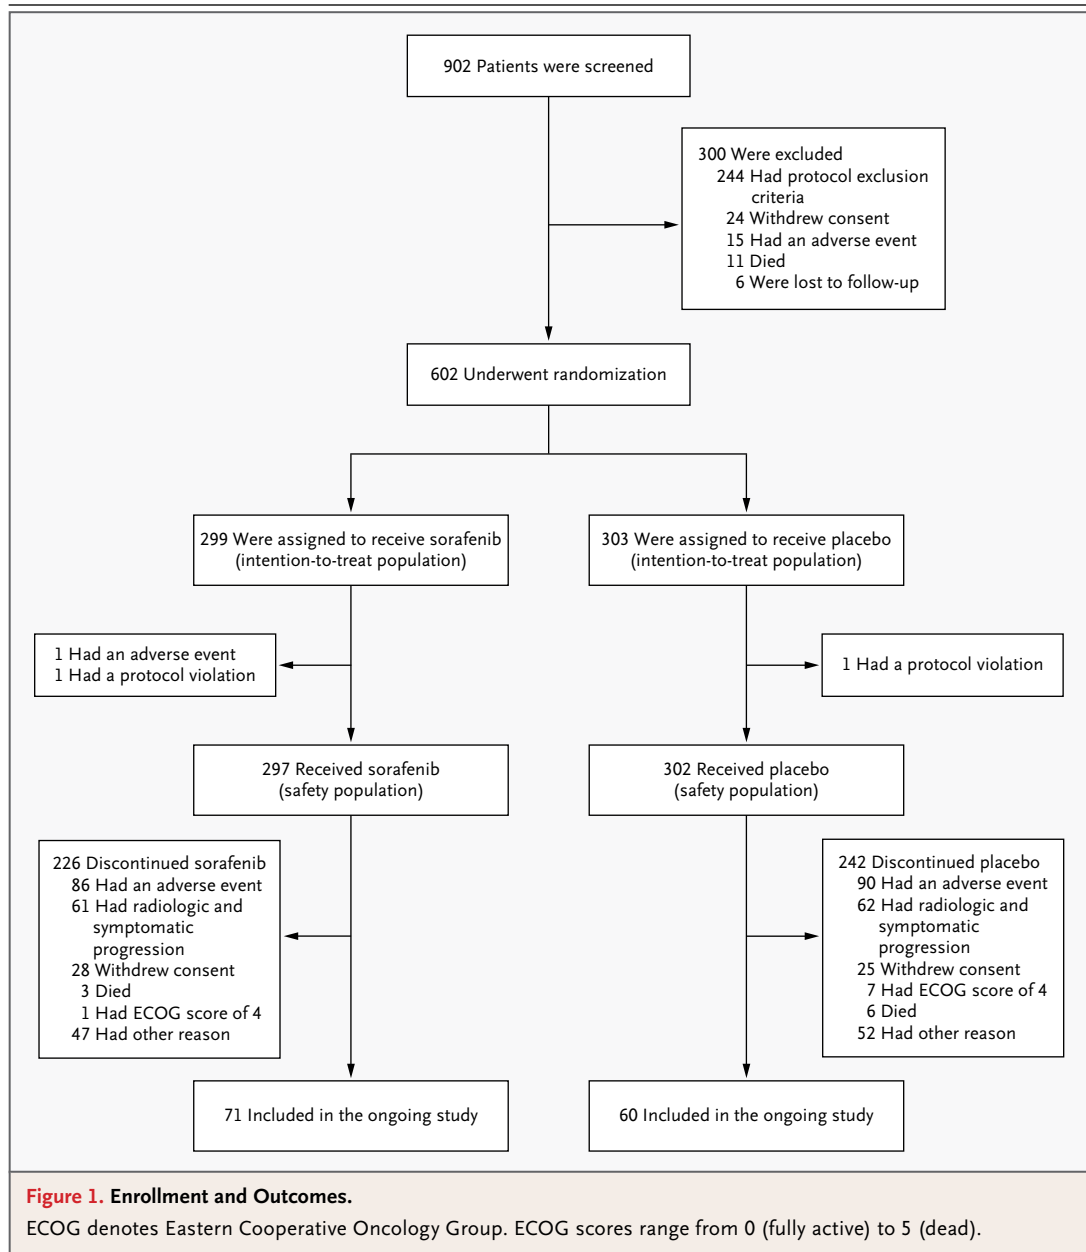 902 Patients were screened
300 Were excluded
244 Had protocol exclusion
criteria
24 Withdrew consent
15 Had an adverse event
11 Died
6 Were lost to follow-up
602 Underwent randomization
299 Were assigned to receive sorafenib
(intention-to-treat population)
303 Were assigned to receive placebo
(intention-to-treat population)
1 Had an adverse event
1 Had a protocol violation
1 Had a protocol violation
297 Received sorafenib
(safety population)
302 Received placebo
(safety population)
226 Discontinued sorafenib
86 Had an adverse event
61 Had radiologic and
symptomatic
progression
28 Withdrew consent
3 Died
1 Had ECOG score of 4
47 Had other reason
242 Discontinued placebo
90 Had an adverse event
62 Had radiologic and
symptomatic
progression
25 Withdrew consent
7 Had ECOG score of 4
6 Died
52 Had other reason
71 Included in the ongoing study
60 Included in the ongoing study
Figure 1. Enrollment and Outcomes.
ECOG denotes Eastern Cooperative Oncology Group. ECOG scores range from 0 (fully active) to 5 (dead).